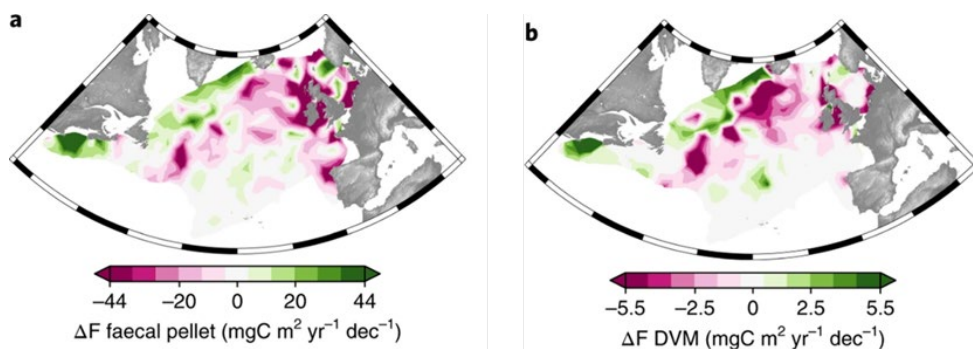 a
b
−44 −20 0 20 44
ΔF faecal pellet (mgC m² yr⁻¹ dec⁻¹)
−5.5 −2.5 0 2.5 5.5
ΔF DVM (mgC m² yr⁻¹ dec⁻¹)